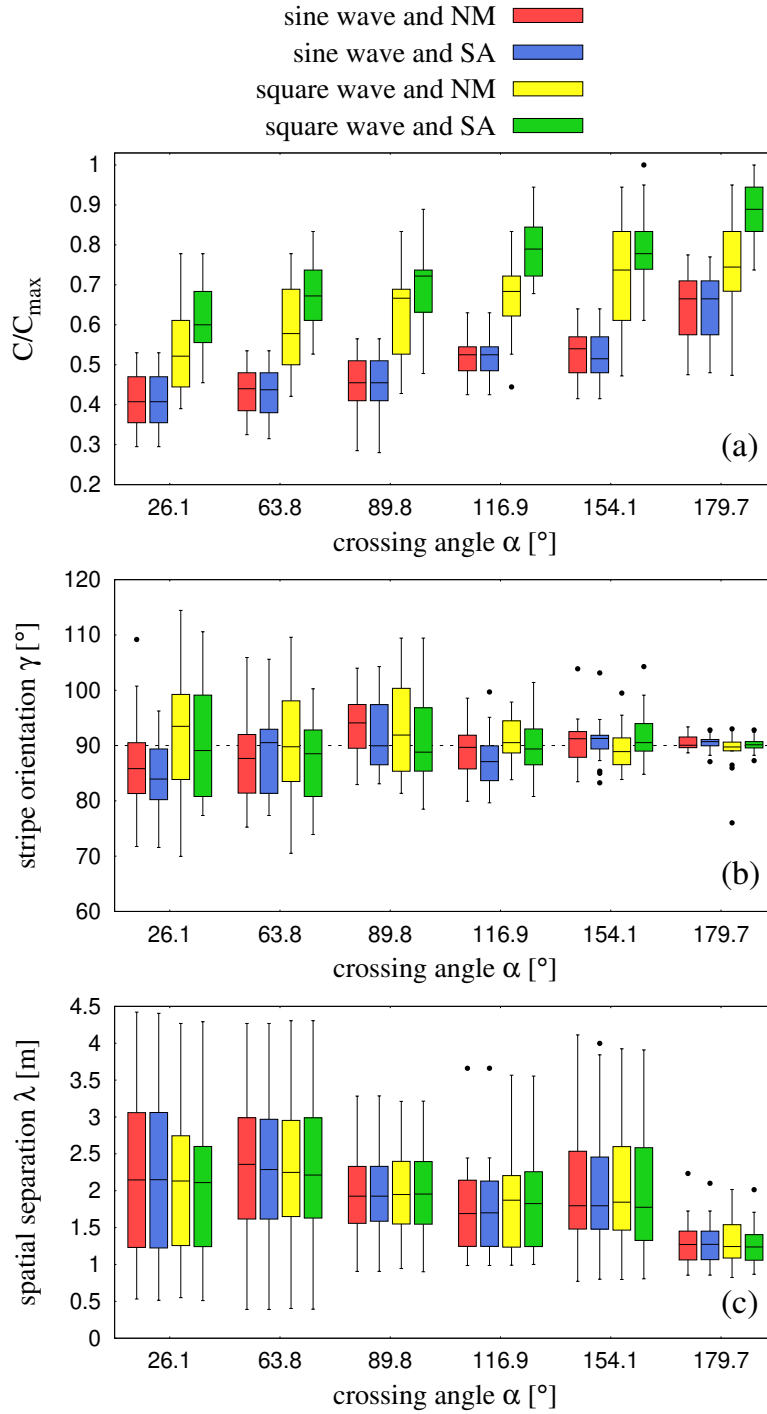 sine wave and NM
sine wave and SA
square wave and NM
square wave and SA
1
0.9
0.8
0.7
0.6
0.5
0.4
0.3
0.2
C/Cmax
(a)
26.1 63.8 89.8 116.9 154.1 179.7
crossing angle α [°]
120
110
100
90
80
70
60
stripe orientation γ [°]
(b)
26.1 63.8 89.8 116.9 154.1 179.7
crossing angle α [°]
4.5
4
3.5
3
2.5
2
1.5
1
0.5
0
spatial separation λ [m]
(c)
26.1 63.8 89.8 116.9 154.1 179.7
crossing angle α [°]